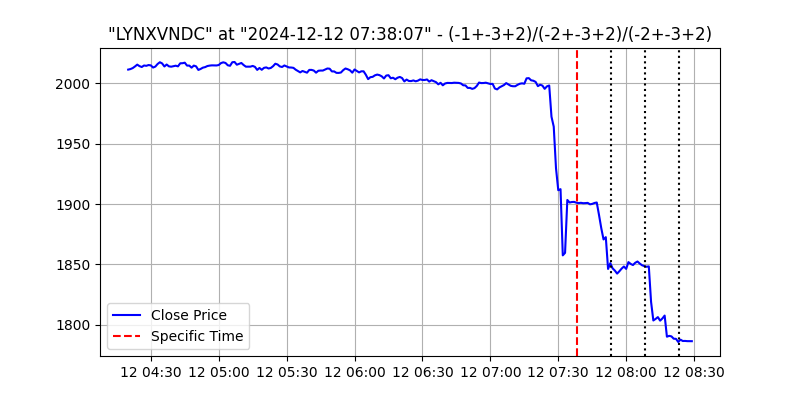 "LYNXVNDC" at "2024-12-12 07:38:07" - (-1+-3+2)/(-2+-3+2)/(-2+-3+2)
2000
1950
1900
1850
1800
Close Price
Specific Time
12 04:30 12 05:00 12 05:30 12 06:00 12 06:30 12 07:00 12 07:30 12 08:00 12 08:30